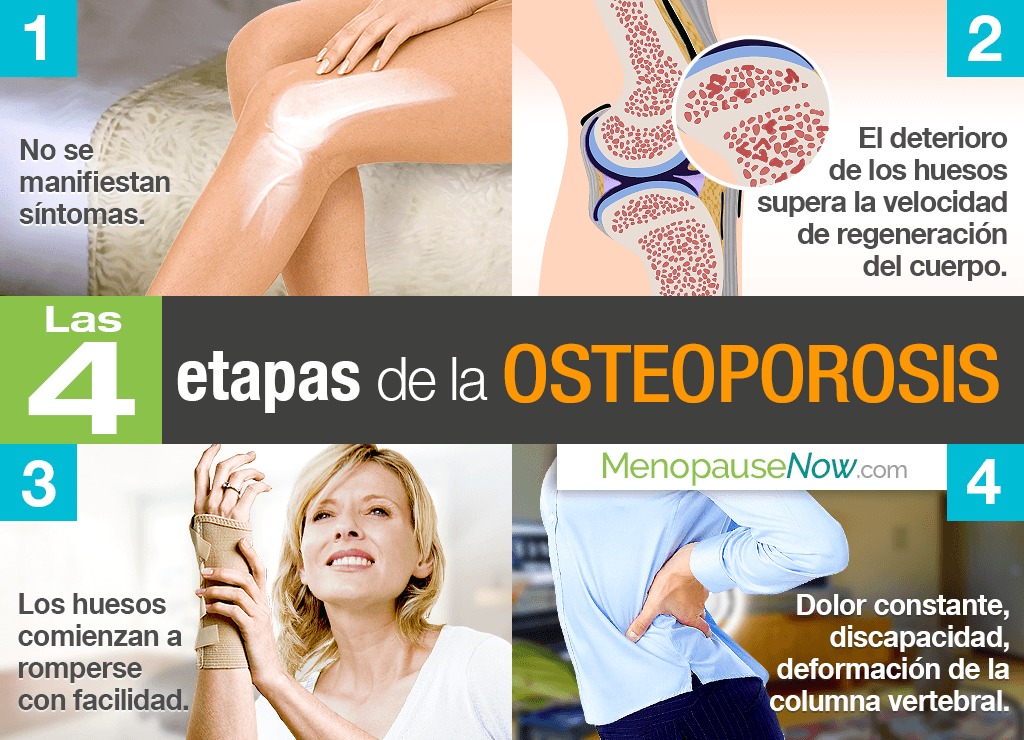 1
No se
manifiestan
síntomas.
2
El deterioro
de los huesos
supera la velocidad
de regeneración
del cuerpo.
Las
4
etapas de la OSTEOPOROSIS
3
Los huesos
comienzan a
romperse
con facilidad.
MenopauseNow.com
4
Dolor constante,
discapacidad,
deformación de la
columna vertebral.